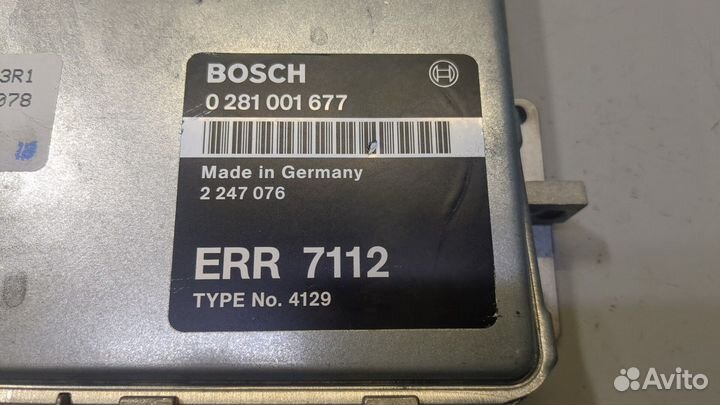 3R1
078
BOSCH
0 281 001 677
Made in Germany
2 247 076
ERR 7112
TYPE No. 4129
Avito